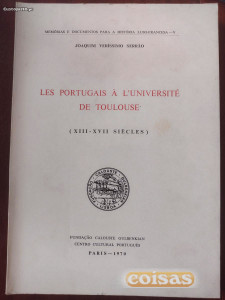 MEMÓRIAS E DOCUMENTOS PARA A HISTÓRIA LUSO-FRANCESA — V
JOAQUIM VERÍSSIMO SERRÃO
LES PORTUGAIS À L'UNIVERSITÉ
DE TOULOUSE
(XIII-XVII SIÈCLES)
FUNDAÇÃO CALOUSTE GULBENKIAN
CENTRO CULTURAL PORTUGUÊS
PARIS — 1970
coisas